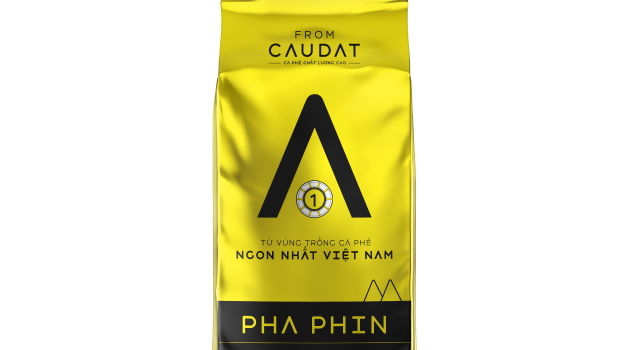 FROM
CAUDAT
CÀ PHÊ CHẤT LƯỢNG CAO
1
TỪ VÙNG TRỒNG CÀ PHÊ
NGON NHẤT VIỆT NAM
PHA PHIN